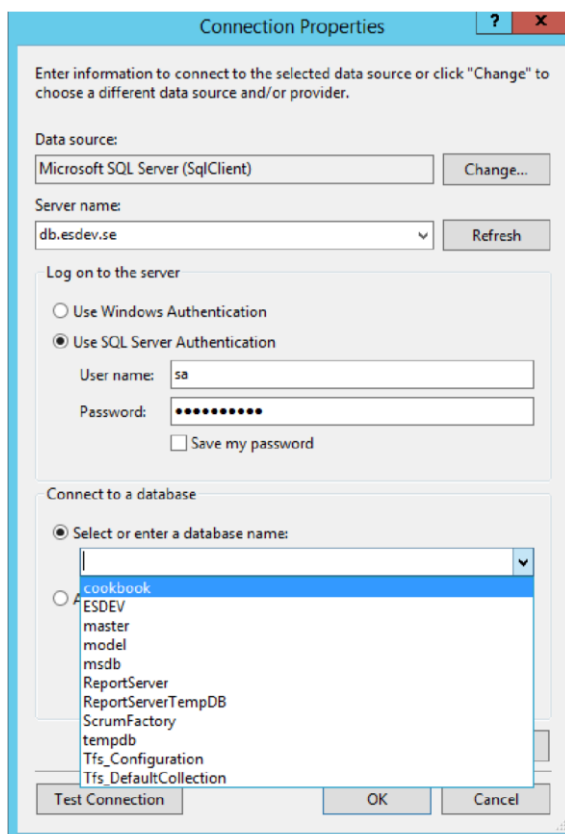 Connection Properties
?
x
Enter information to connect to the selected data source or click "Change" to
choose a different data source and/or provider.
Data source:
Microsoft SQL Server (SqlClient)
Change...
Server name:
db.esdev.se
Refresh
Log on to the server
Use Windows Authentication
Use SQL Server Authentication
User name:
sa
Password:
●●●●●●●●●●
Save my password
Connect to a database
Select or enter a database name:
cookbook
ESDEV
master
model
msdb
ReportServer
ReportServerTempDB
ScrumFactory
tempdb
Tfs_Configuration
Tfs_DefaultCollection
Test Connection
OK
Cancel